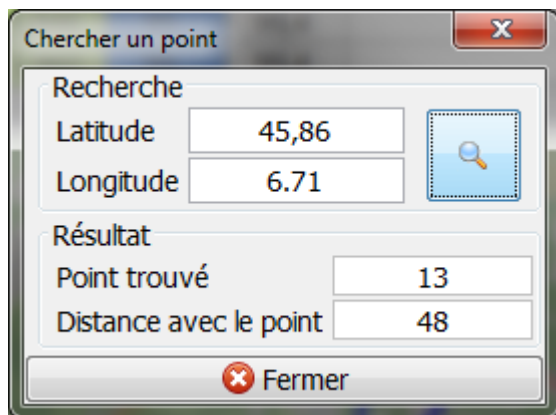 Chercher un point
Recherche
Latitude 45,86
Longitude 6.71
Résultat
Point trouvé 13
Distance avec le point 48
Fermer